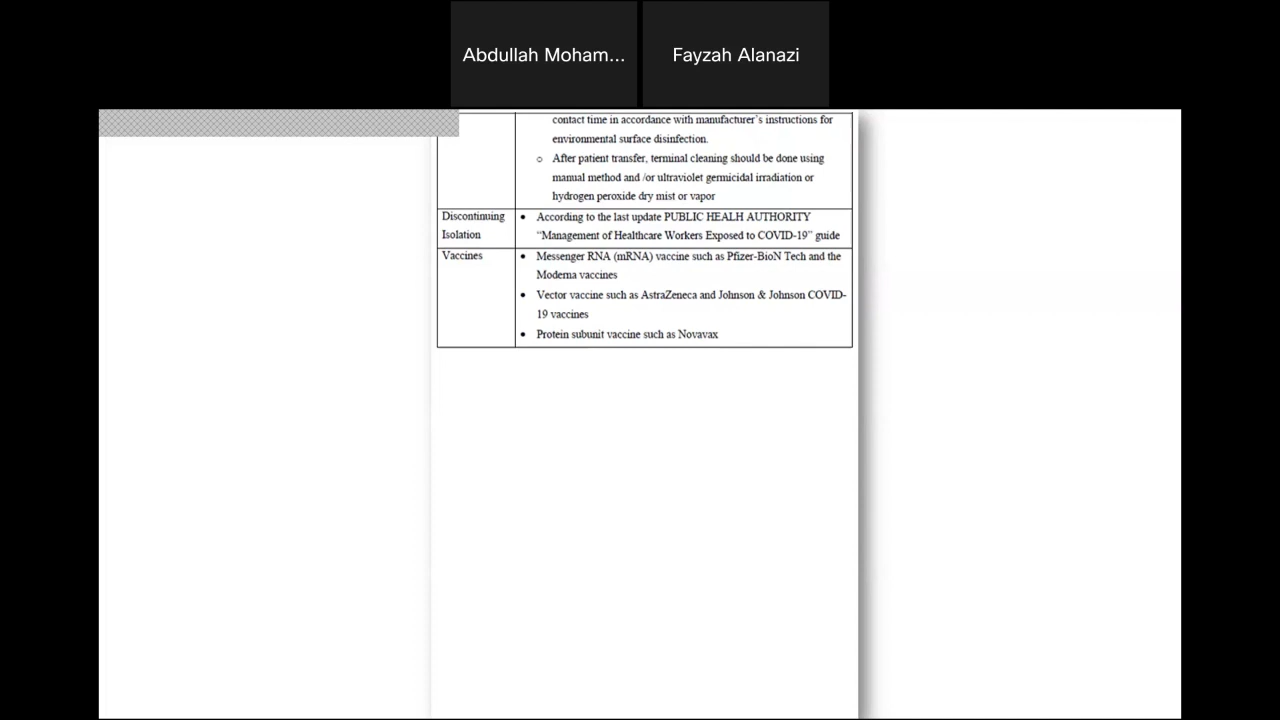 Abdullah Moham...
Fayzah Alanazi
contact time in accordance with manufacturer's instructions for
environmental surface disinfection.
o After patient transfer, terminal cleaning should be done using
manual method and /or ultraviolet germicidal irradiation or
hydrogen peroxide dry mist or vapor
Discontinuing
Isolation
• According to the last update PUBLIC HEALH AUTHORITY
“Management of Healthcare Workers Exposed to COVID-19” guide
Vaccines
• Messenger RNA (mRNA) vaccine such as Pfizer-BioN Tech and the
Moderna vaccines
• Vector vaccine such as AstraZeneca and Johnson & Johnson COVID-
19 vaccines
• Protein subunit vaccine such as Novavax